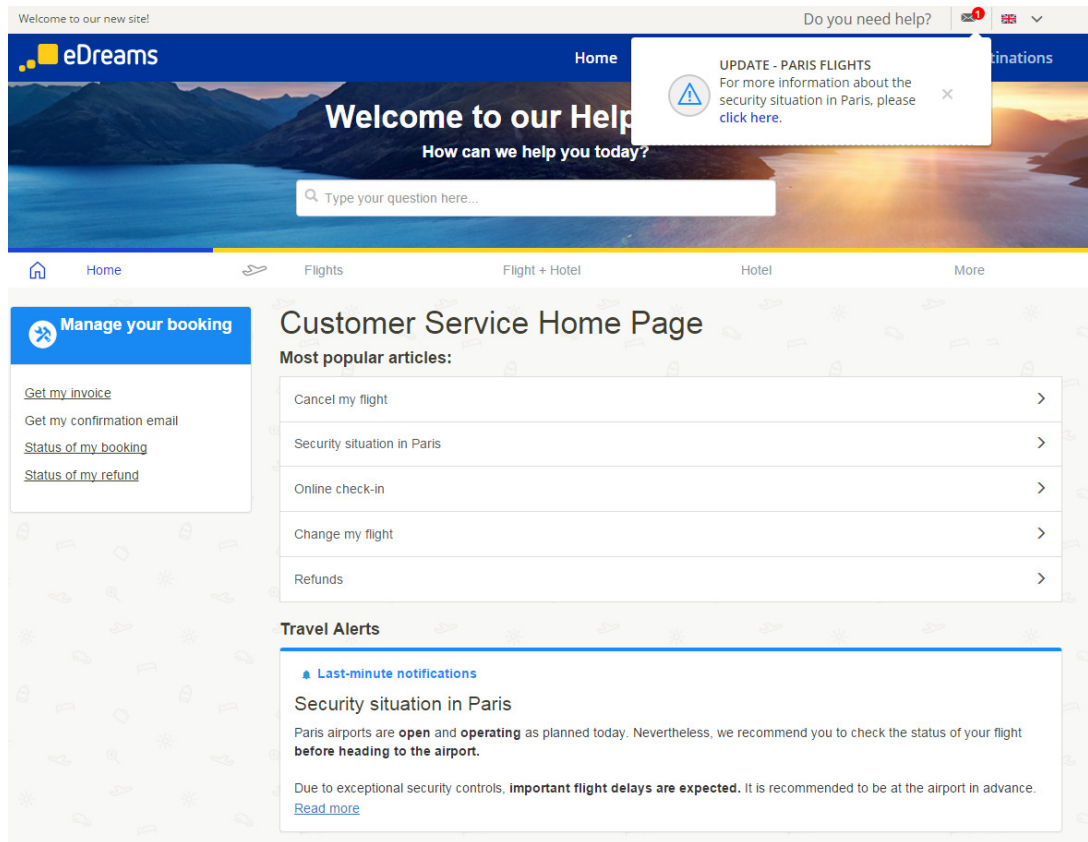 Welcome to our new site!
Do you need help?
1
eDreams
Home
tinations
UPDATE - PARIS FLIGHTS
For more information about the
security situation in Paris, please
click here.
Welcome to our Help
How can we help you today?
Type your question here...
Home
Flights
Flight + Hotel
Hotel
More
Manage your booking
Get my invoice
Get my confirmation email
Status of my booking
Status of my refund
Customer Service Home Page
Most popular articles:
Cancel my flight
Security situation in Paris
Online check-in
Change my flight
Refunds
Travel Alerts
Last-minute notifications
Security situation in Paris
Paris airports are open and operating as planned today. Nevertheless, we recommend you to check the status of your flight
before heading to the airport.
Due to exceptional security controls, important flight delays are expected. It is recommended to be at the airport in advance.
Read more